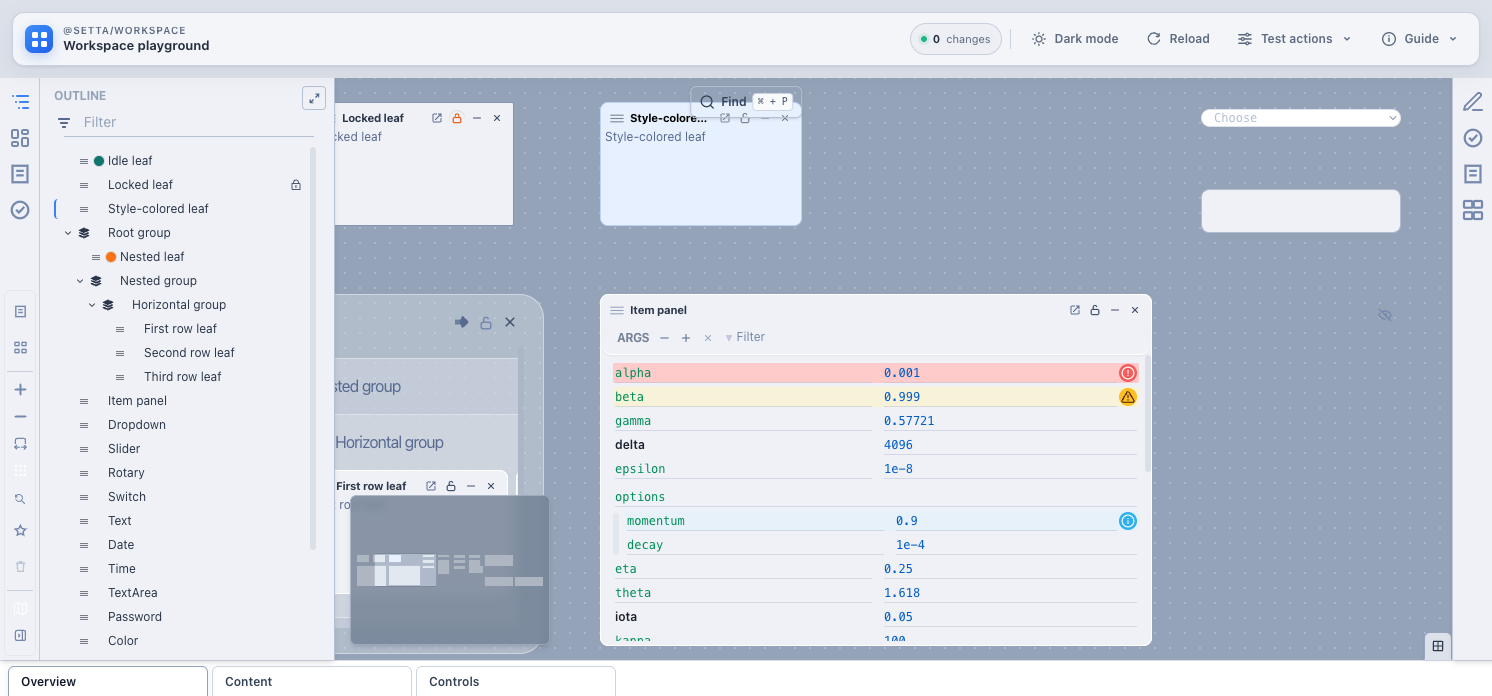 @SETTA/WORKSPACE
Workspace playground
0 changes
Dark mode
Reload
Test actions
Guide
OUTLINE
Filter
Idle leaf
Locked leaf
Style-colored leaf
Root group
Nested leaf
Nested group
Horizontal group
First row leaf
Second row leaf
Third row leaf
Item panel
Dropdown
Slider
Rotary
Switch
Text
Date
Time
TextArea
Password
Color
Locked leaf
cked leaf
Find ⌘ + P
Style-colore...
Style-colored leaf
Choose
sted group
Horizontal group
First row leaf
Item panel
ARGS
Filter
alpha 0.001
beta 0.999
gamma 0.57721
delta 4096
epsilon 1e-8
options
momentum 0.9
decay 1e-4
eta 0.25
theta 1.618
iota 0.05
kappa 100
Overview
Content
Controls